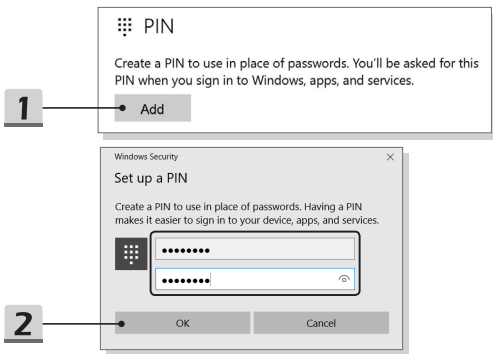 PIN
Create a PIN to use in place of passwords. You'll be asked for this
PIN when you sign in to Windows, apps, and services.
1
Add
Windows Security
Set up a PIN
Create a PIN to use in place of passwords. Having a PIN
makes it easier to sign in to your device, apps, and services.
••••••••
••••••••
2
OK Cancel